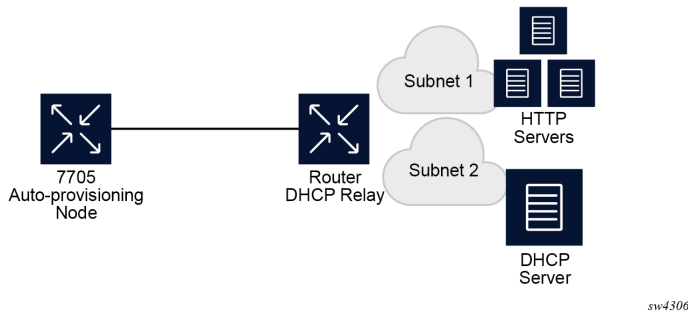 Subnet 1
HTTP
Servers
7705
Auto-provisioning
Node
Router
DHCP Relay
Subnet 2
DHCP
Server
sw4306